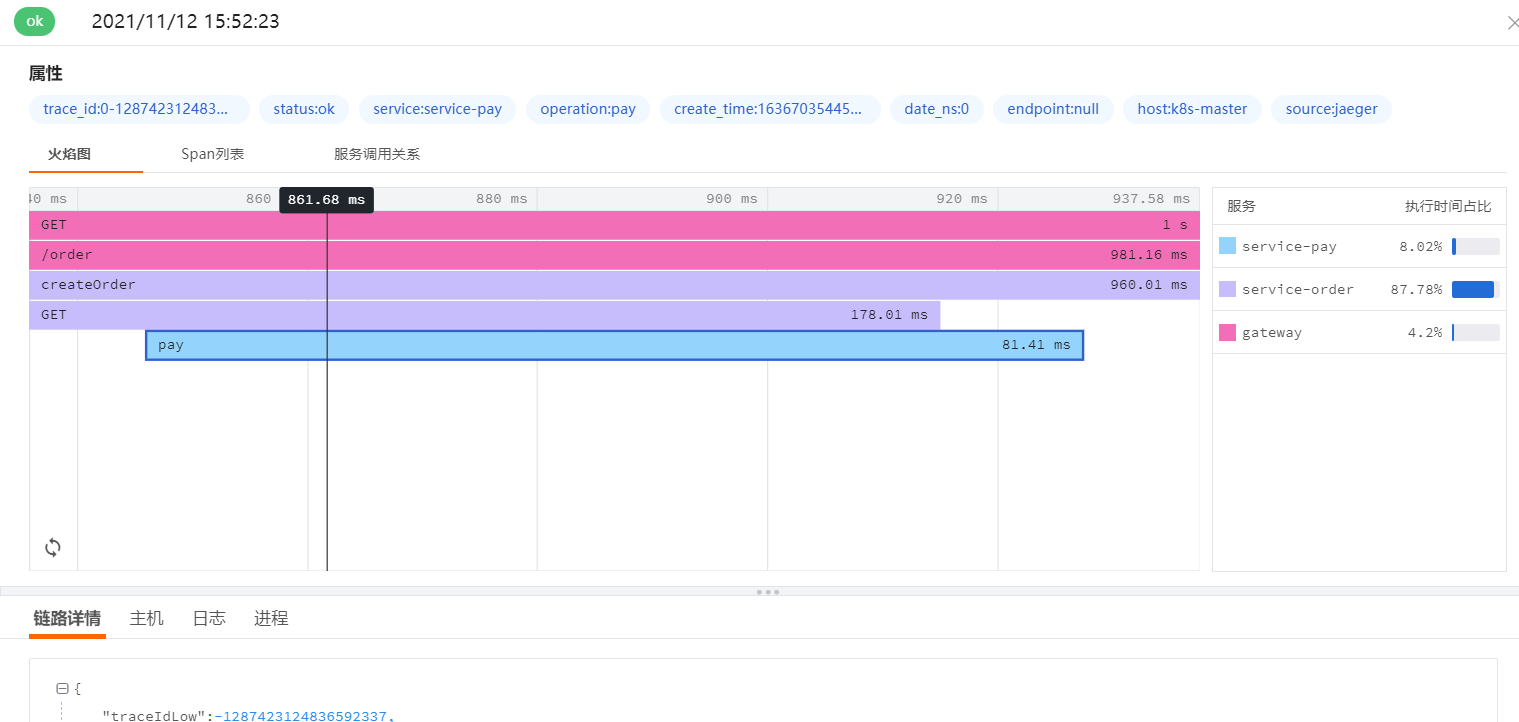 ok 2021/11/12 15:52:23
属性
trace_id:0-128742312483... status:ok service:service-pay operation:pay create_time:16367035445... date_ns:0 endpoint:null host:k8s-master source:jaeger
火焰图 Span列表 服务调用关系
40 ms 860 861.68 ms 880 ms 900 ms 920 ms 937.58 ms
GET 1 s
/order 981.16 ms
createOrder 960.01 ms
GET 178.01 ms
pay 81.41 ms
服务 执行时间占比
service-pay 8.02%
service-order 87.78%
gateway 4.2%
链路详情 主机 日志 进程
{
"traceIdLow":-1287423124836592337,